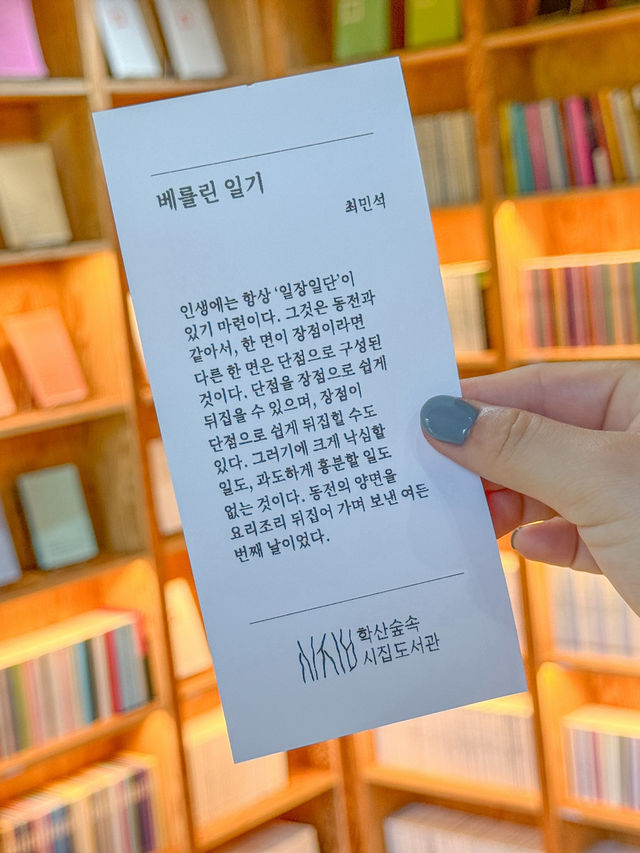 베를린 일기
최민석
인생에는 항상 ‘일장일단’이
있기 마련이다. 그것은 동전과
같아서, 한 면이 장점이라면
다른 한 면은 단점으로 구성된
것이다. 단점을 장점으로 쉽게
뒤집을 수 있으며, 장점이
단점으로 쉽게 뒤집힐 수도
있다. 그러기에 크게 낙심할
일도, 과도하게 흥분할 일도
없는 것이다. 동전의 양면을
요리조리 뒤집어 가며 보낸 여든
번째 날이었다.
학산숲속
시집도서관